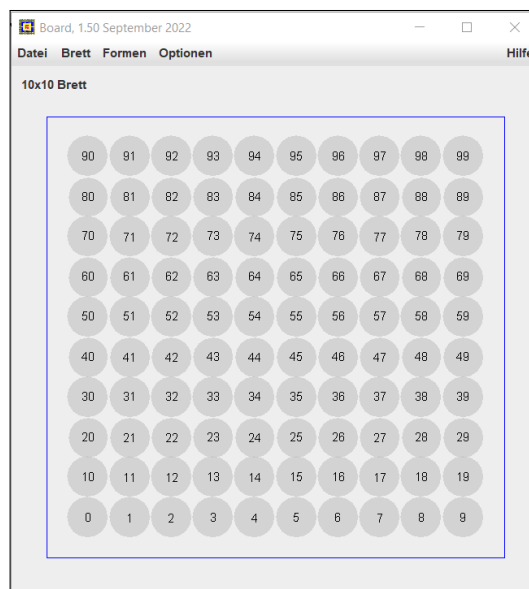 Board, 1.50 September 2022
Datei Brett Formen Optionen Hilfe
10x10 Brett
90 91 92 93 94 95 96 97 98 99
80 81 82 83 84 85 86 87 88 89
70 71 72 73 74 75 76 77 78 79
60 61 62 63 64 65 66 67 68 69
50 51 52 53 54 55 56 57 58 59
40 41 42 43 44 45 46 47 48 49
30 31 32 33 34 35 36 37 38 39
20 21 22 23 24 25 26 27 28 29
10 11 12 13 14 15 16 17 18 19
0 1 2 3 4 5 6 7 8 9